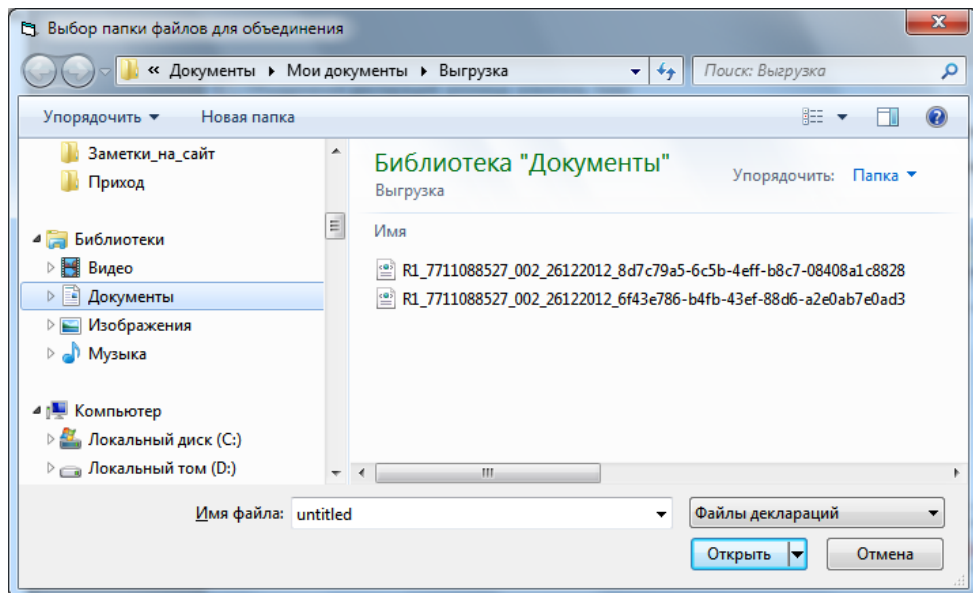 Выбор папки файлов для объединения
« Документы Мои документы Выгрузка
Поиск: Выгрузка
Упорядочить Новая папка
Заметки_на_сайт
Приход
Библиотеки
Видео
Документы
Изображения
Музыка
Компьютер
Локальный диск (C:)
Локальный том (D:)
Библиотека "Документы"
Выгрузка
Упорядочить: Папка
Имя
R1_7711088527_002_26122012_8d7c79a5-6c5b-4eff-b8c7-08408a1c8828
R1_7711088527_002_26122012_6f43e786-b4fb-43ef-88d6-a2e0ab7e0ad3
Имя файла: untitled
Файлы деклараций
Открыть Отмена